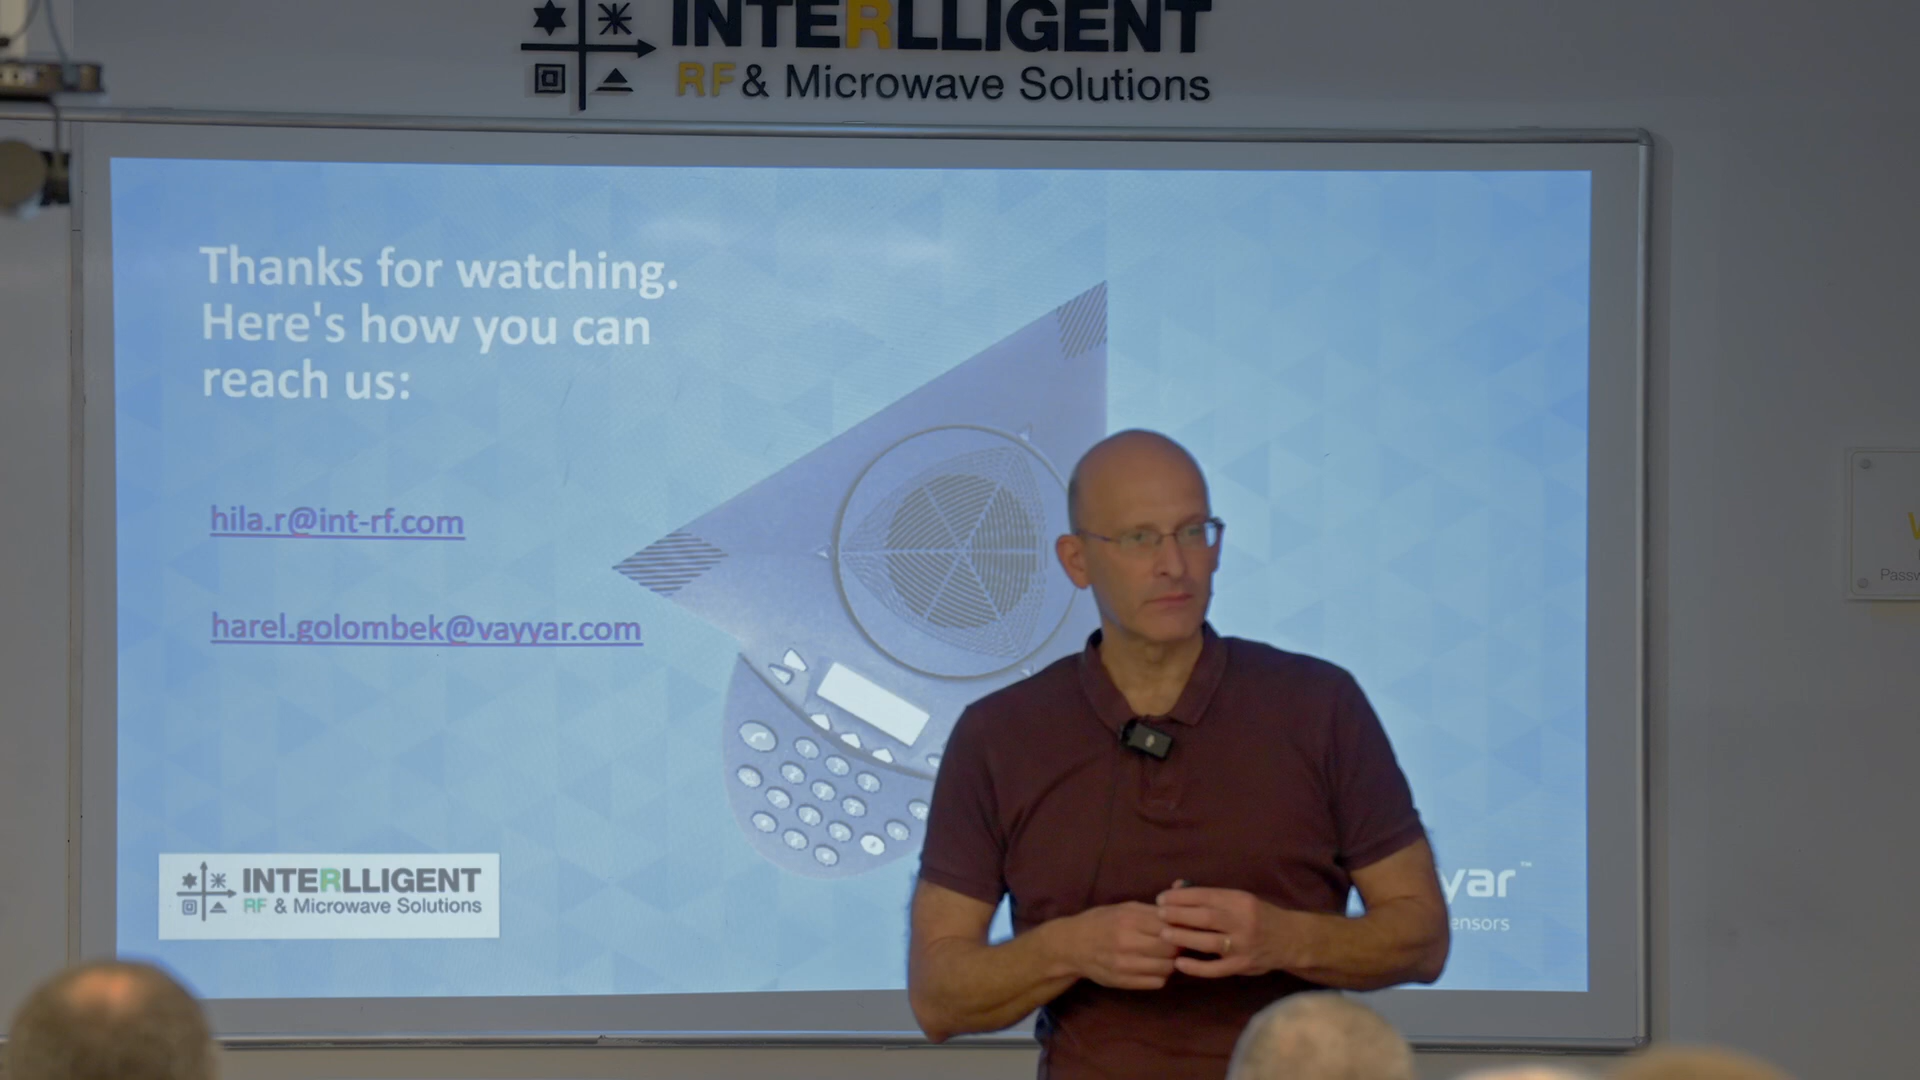 INTERLLIGENT
RF & Microwave Solutions
Thanks for watching.
Here's how you can
reach us:
hila.r@int-rf.com
harel.golombek@vayyar.com
INTERLLIGENT
RF & Microwave Solutions